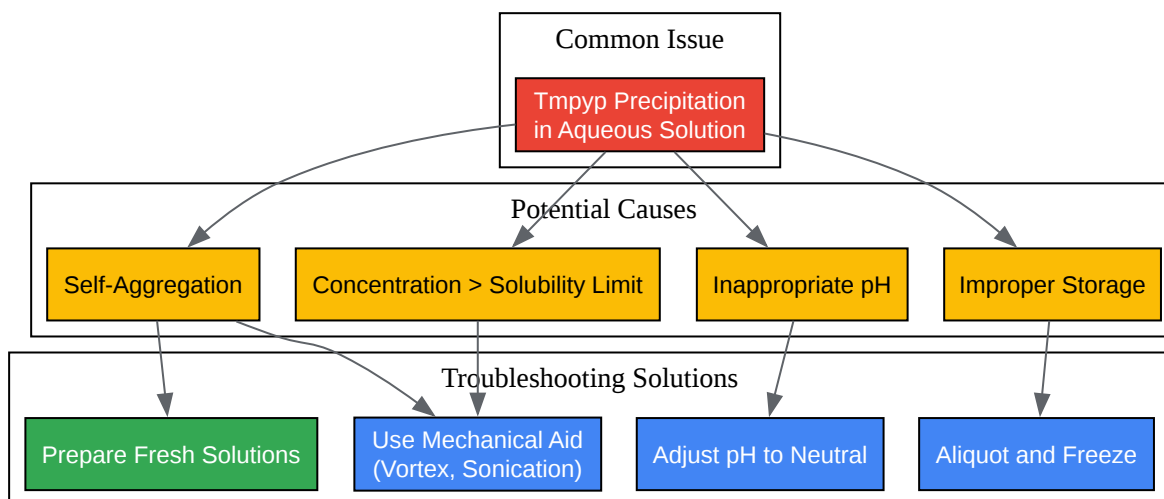 Common Issue
Tmpyp Precipitation
in Aqueous Solution
Potential Causes
Self-Aggregation
Concentration > Solubility Limit
Inappropriate pH
Improper Storage
Troubleshooting Solutions
Prepare Fresh Solutions
Use Mechanical Aid
(Vortex, Sonication)
Adjust pH to Neutral
Aliquot and Freeze